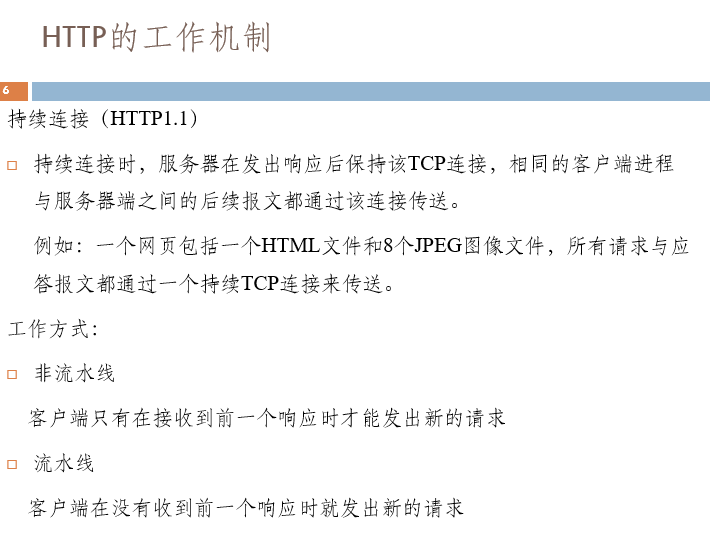 HTTP的工作机制
6
持续连接（HTTP1.1）
持续连接时，服务器在发出响应后保持该TCP连接，相同的客户端进程
与服务器端之间的后续报文都通过该连接传送。
例如：一个网页包括一个HTML文件和8个JPEG图像文件，所有请求与应
答报文都通过一个持续TCP连接来传送。
工作方式：
非流水线
客户端只有在接收到前一个响应时才能发出新的请求
流水线
客户端在没有收到前一个响应时就发出新的请求